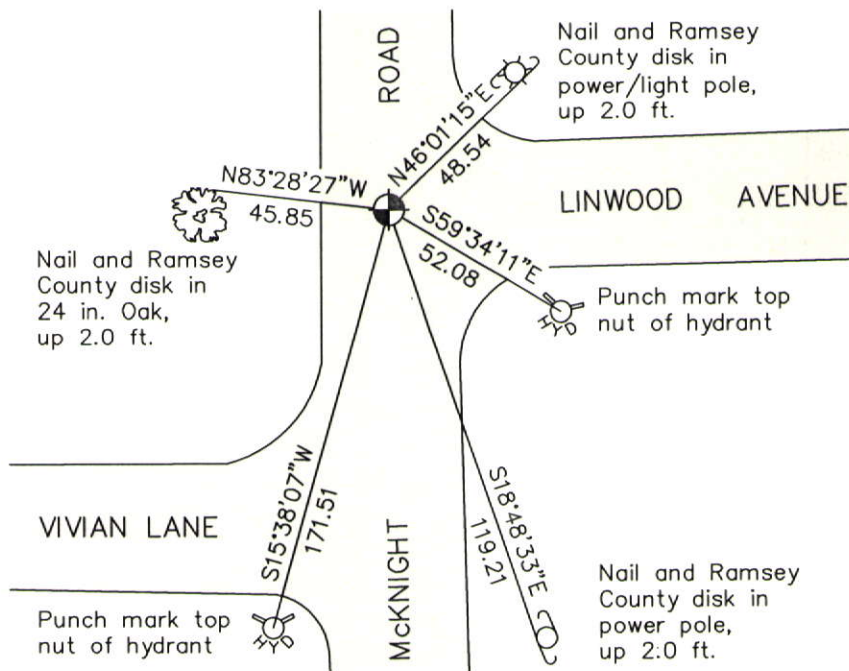 ROAD
Nail and Ramsey
County disk in
power/light pole,
up 2.0 ft.
N46°01'15"E
48.54
N83°28'27"W
45.85
LINWOOD AVENUE
S59°34'11"E
52.08
Nail and Ramsey
County disk in
24 in. Oak,
up 2.0 ft.
Punch mark top
nut of hydrant
HYD
VIVIAN LANE
S15°38'07"W
171.51
McKNIGHT
S18°48'33"E
119.21
Nail and Ramsey
County disk in
power pole,
up 2.0 ft.
Punch mark top
nut of hydrant
HYD